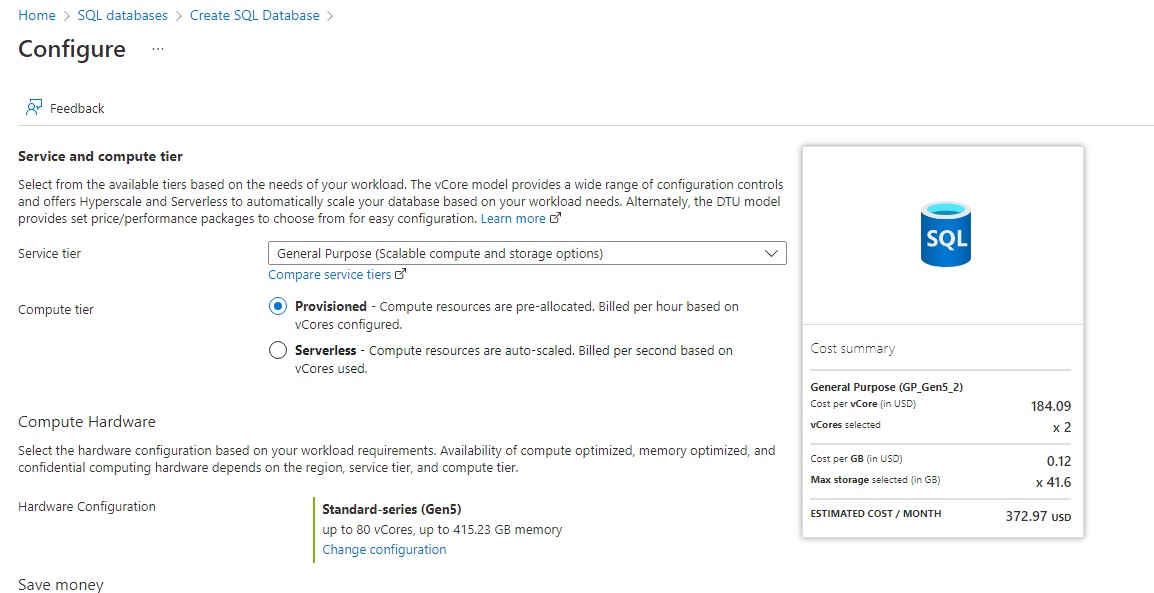 Home > SQL databases > Create SQL Database >
Configure ...
Feedback
Service and compute tier
Select from the available tiers based on the needs of your workload. The vCore model provides a wide range of configuration controls
and offers Hyperscale and Serverless to automatically scale your database based on your workload needs. Alternately, the DTU model
provides set price/performance packages to choose from for easy configuration. Learn more
Service tier
General Purpose (Scalable compute and storage options)
Compare service tiers
Compute tier
Provisioned - Compute resources are pre-allocated. Billed per hour based on
vCores configured.
Serverless - Compute resources are auto-scaled. Billed per second based on
vCores used.
Compute Hardware
Select the hardware configuration based on your workload requirements. Availability of compute optimized, memory optimized, and
confidential computing hardware depends on the region, service tier, and compute tier.
Hardware Configuration
Standard-series (Gen5)
up to 80 vCores, up to 415.23 GB memory
Change configuration
Save money
SQL
Cost summary
General Purpose (GP_Gen5_2)
Cost per vCore (in USD) 184.09
vCores selected x 2
Cost per GB (in USD) 0.12
Max storage selected (in GB) x 41.6
ESTIMATED COST / MONTH 372.97 USD